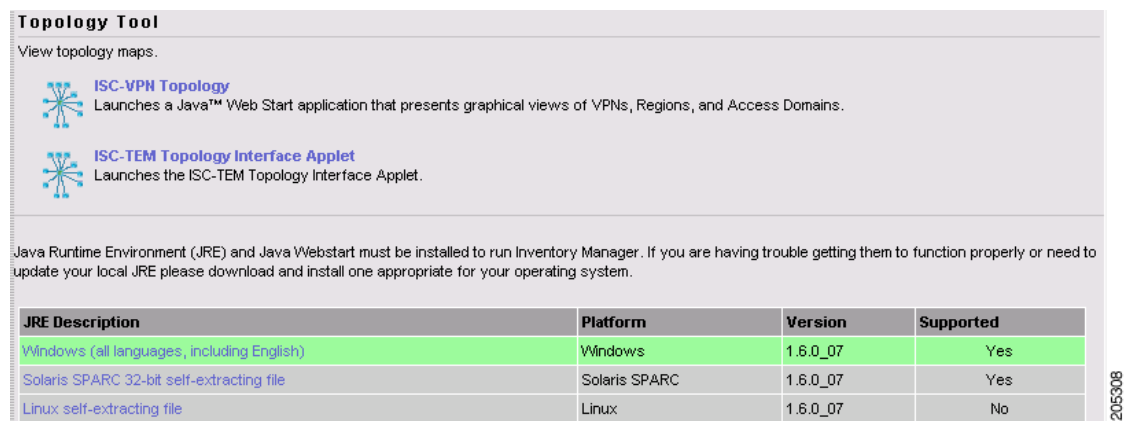 Topology Tool
View topology maps.
ISC-VPN Topology
Launches a Java™ Web Start application that presents graphical views of VPNs, Regions, and Access Domains.
ISC-TEM Topology Interface Applet
Launches the ISC-TEM Topology Interface Applet.
Java Runtime Environment (JRE) and Java Webstart must be installed to run Inventory Manager. If you are having trouble getting them to function properly or need to
update your local JRE please download and install one appropriate for your operating system.
JRE Description Platform Version Supported
Windows (all languages, including English) Windows 1.6.0_07 Yes
Solaris SPARC 32-bit self-extracting file Solaris SPARC 1.6.0_07 Yes
Linux self-extracting file Linux 1.6.0_07 No
205308